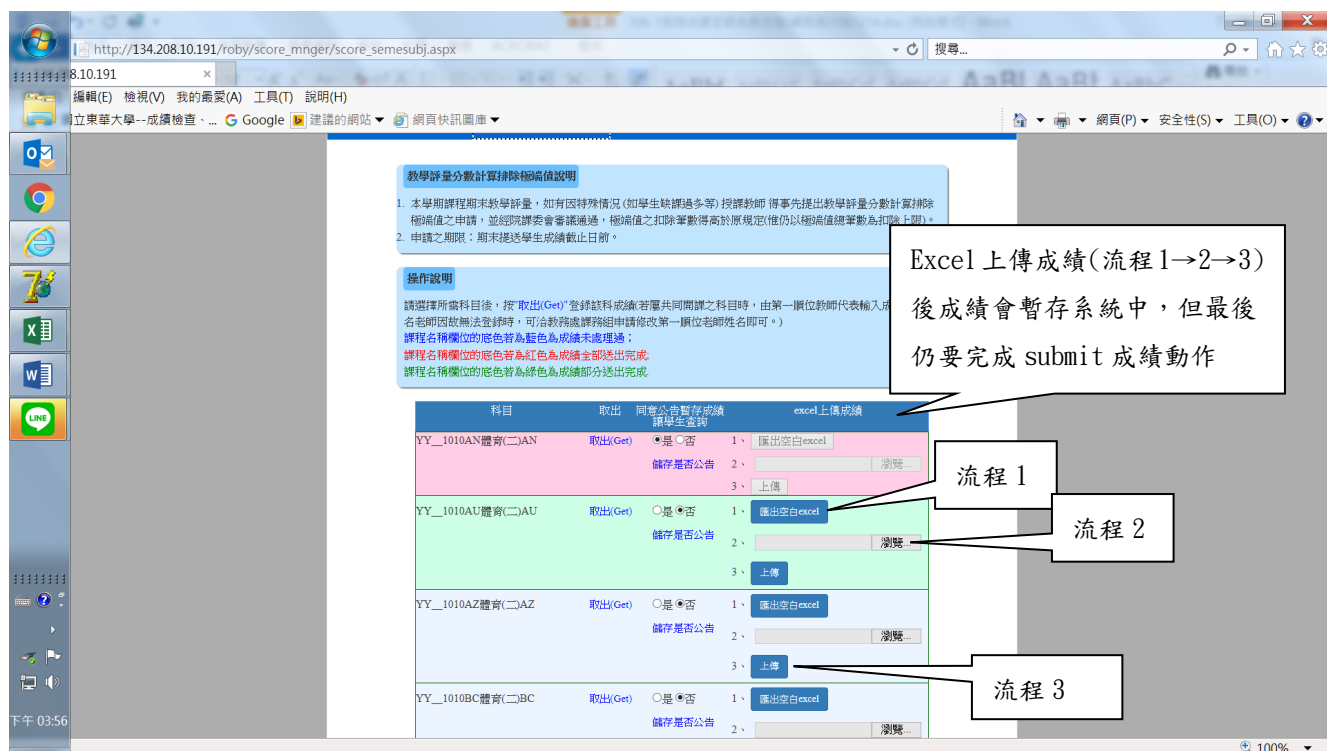 http://134.208.10.191/roby/score_mnger/score_semesubj.aspx
搜尋...
8.10.191
編輯(E) 檢視(V) 我的最愛(A) 工具(T) 說明(H)
立東華大學--成績檢查、... Google 建議的網站 網頁快訊圖庫
網頁(P) 安全性(S) 工具(O)
教學評量分數計算排除極端值說明
1. 本學期課程期末教學評量，如有因特殊情況(如學生缺課過多等)授課教師 得事先提出教學評量分數計算排除
極端值之申請，並經院課委會審議通過，極端值之扣除筆數得高於原規定(惟仍以極端值總筆數為扣除上限)。
2. 申請之期限：期末提送學生成績截止日前。
操作說明
請選擇所需科目後，按"取出(Get)"登錄該科成績(若屬共同開課之科目時，由第一順位教師代表輸入成
名老師因故無法登錄時，可洽教務處課務組申請修改第一順位老師姓名即可。)
課程名稱欄位的底色若為藍色為成績未處理過；
課程名稱欄位的底色若為紅色為成績全部送出完成;
課程名稱欄位的底色若為綠色為成績部分送出完成.
Excel上傳成績(流程1→2→3)
後成績會暫存系統中，但最後
仍要完成 submit 成績動作
科目 取出 同意公告暫存成績 excel上傳成績
讓學生查詢
YY__1010AN體育(二)AN 取出(Get) 是 否 1、 匯出空白excel
儲存是否公告 2、 瀏覽...
3、 上傳
流程 1
YY__1010AU體育(二)AU 取出(Get) 是 否 1、 匯出空白excel
儲存是否公告 2、 瀏覽...
3、 上傳
流程 2
YY__1010AZ體育(二)AZ 取出(Get) 是 否 1、 匯出空白excel
儲存是否公告 2、 瀏覽...
3、 上傳
流程 3
YY__1010BC體育(二)BC 取出(Get) 是 否 1、 匯出空白excel
儲存是否公告 2、 瀏覽...
LINE
下午 03:56
100%